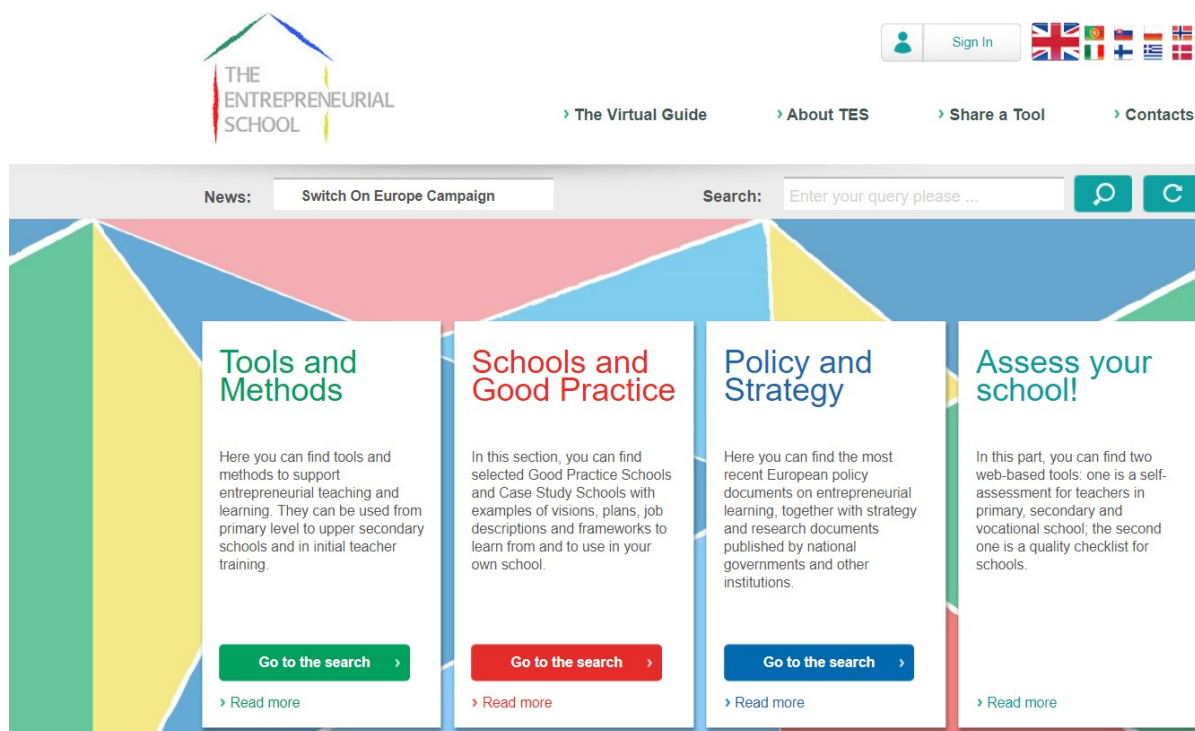 THE
ENTREPRENEURIAL
SCHOOL
Sign In
› The Virtual Guide
› About TES
› Share a Tool
› Contacts
News:
Switch On Europe Campaign
Search:
Enter your query please ...
Tools and
Methods
Here you can find tools and
methods to support
entrepreneurial teaching and
learning. They can be used from
primary level to upper secondary
schools and in initial teacher
training.
Go to the search ›
› Read more
Schools and
Good Practice
In this section, you can find
selected Good Practice Schools
and Case Study Schools with
examples of visions, plans, job
descriptions and frameworks to
learn from and to use in your
own school.
Go to the search ›
› Read more
Policy and
Strategy
Here you can find the most
recent European policy
documents on entrepreneurial
learning, together with strategy
and research documents
published by national
governments and other
institutions.
Go to the search ›
› Read more
Assess your
school!
In this part, you can find two
web-based tools: one is a self-
assessment for teachers in
primary, secondary and
vocational school; the second
one is a quality checklist for
schools.
› Read more